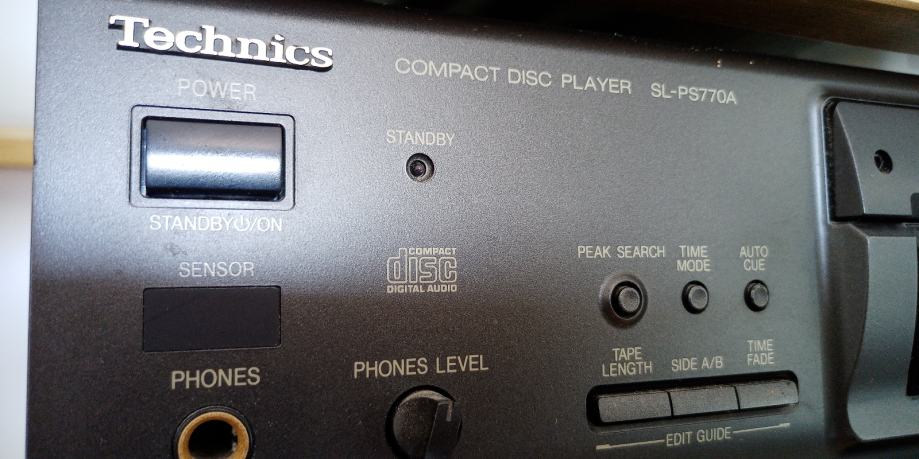 Technics
COMPACT DISC PLAYER SL-PS770A
POWER
STANDBY
STANDBY⏻/ON
SENSOR
COMPACT
disc
DIGITAL AUDIO
PEAK SEARCH
TIME
MODE
AUTO
CUE
PHONES
PHONES LEVEL
TAPE
LENGTH
SIDE A/B
TIME
FADE
EDIT GUIDE